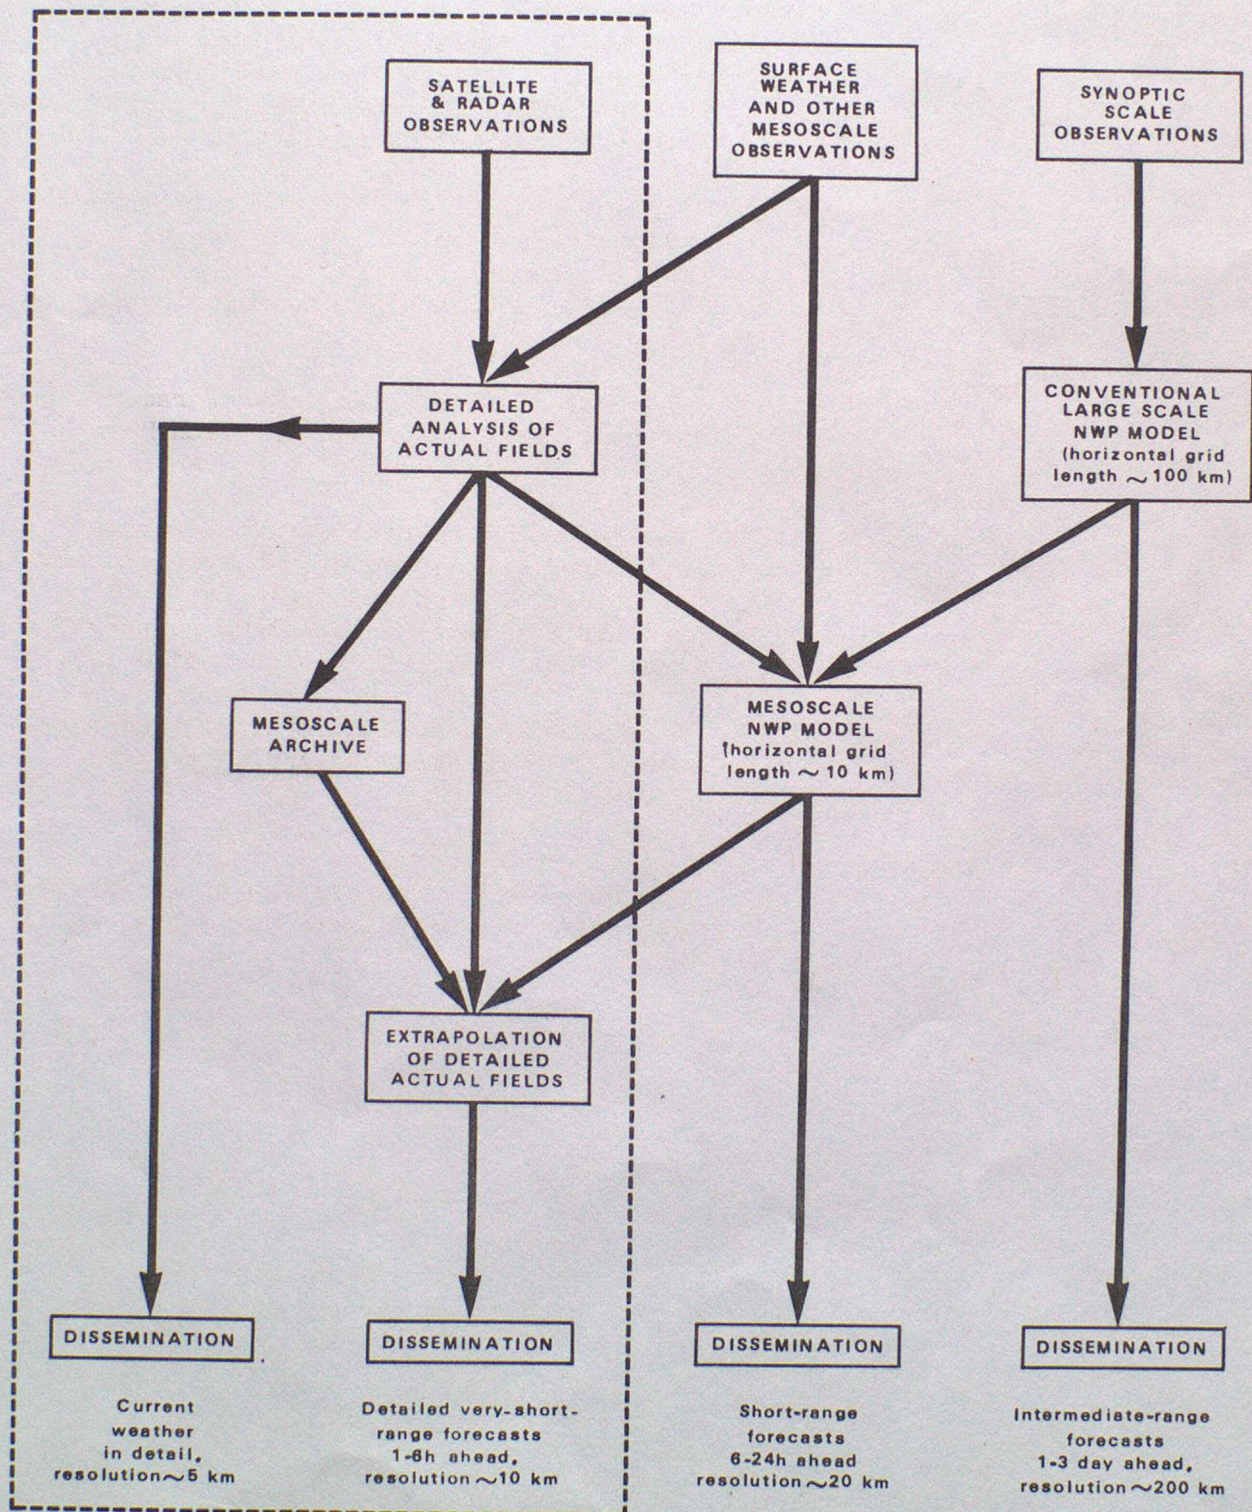 SATELLITE
& RADAR
OBSERVATIONS
SURFACE
WEATHER
AND OTHER
MESOSCALE
OBSERVATIONS
SYNOPTIC
SCALE
OBSERVATIONS
DETAILED
ANALYSIS OF
ACTUAL FIELDS
CONVENTIONAL
LARGE SCALE
NWP MODEL
(horizontal grid
length ~ 100 km)
MESOSCALE
ARCHIVE
MESOSCALE
NWP MODEL
(horizontal grid
length ~ 10 km)
EXTRAPOLATION
OF DETAILED
ACTUAL FIELDS
DISSEMINATION
DISSEMINATION
DISSEMINATION
DISSEMINATION
Current
weather
in detail,
resolution ~ 5 km
Detailed very-short-
range forecasts
1-6h ahead,
resolution ~ 10 km
Short-range
forecasts
6-24h ahead
resolution ~ 20 km
Intermediate-range
forecasts
1-3 day ahead,
resolution ~ 200 km